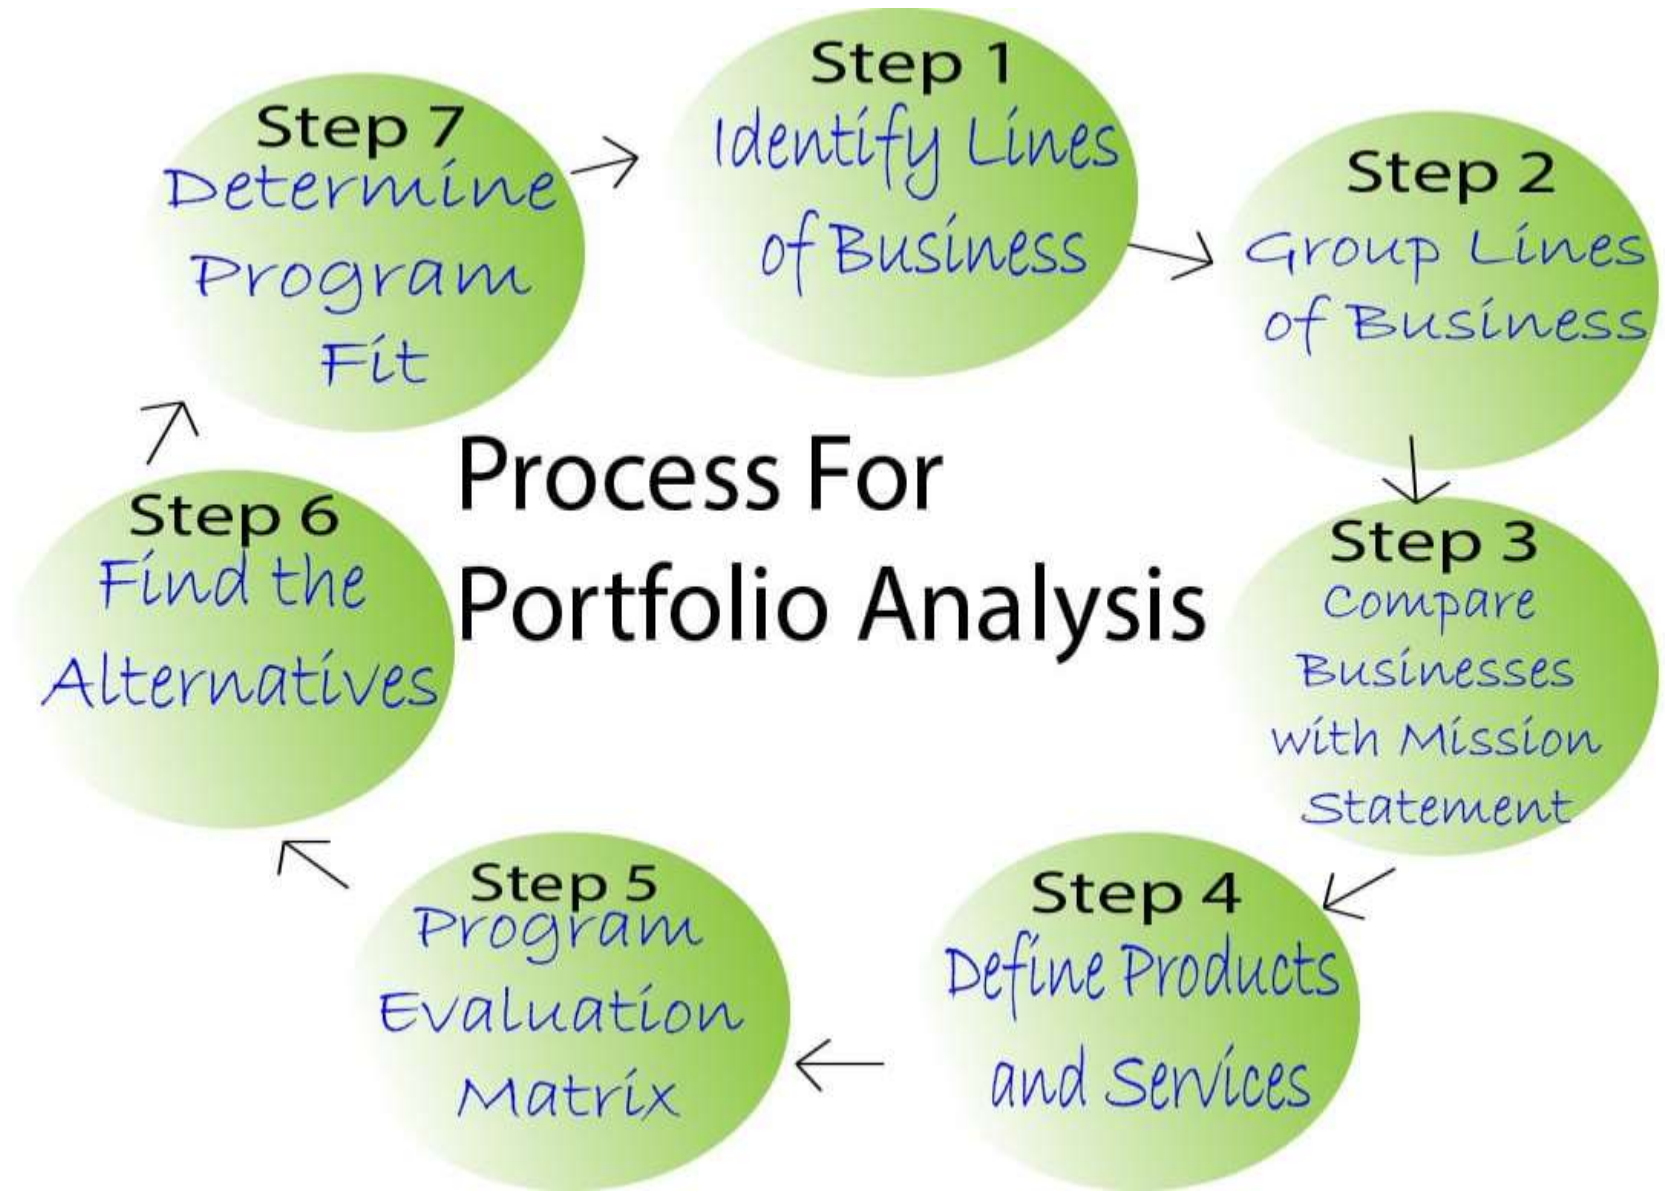 Step 1
Identify Lines
of Business
Step 2
Group Lines
of Business
Step 3
Compare
Businesses
with Mission
Statement
Step 4
Define Products
and Services
Step 5
Program
Evaluation
Matrix
Step 6
Find the
Alternatives
Step 7
Determine
Program
Fit
Process For
Portfolio Analysis